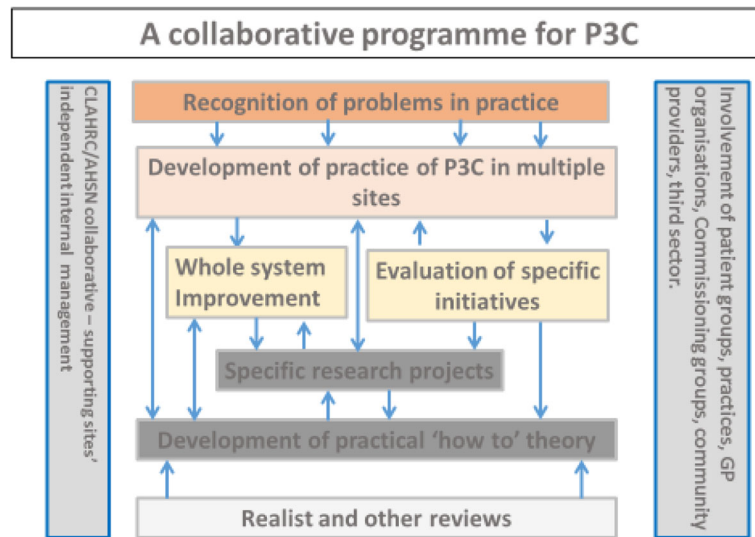 A collaborative programme for P3C
CLAHRC/AHSN collaborative – supporting sites'
independent internal management
Recognition of problems in practice
Development of practice of P3C in multiple
sites
Whole system
Improvement
Evaluation of specific
initiatives
Specific research projects
Development of practical 'how to' theory
Realist and other reviews
Involvement of patient groups, practices, GP
organisations, Commissioning groups, community
providers, third sector.